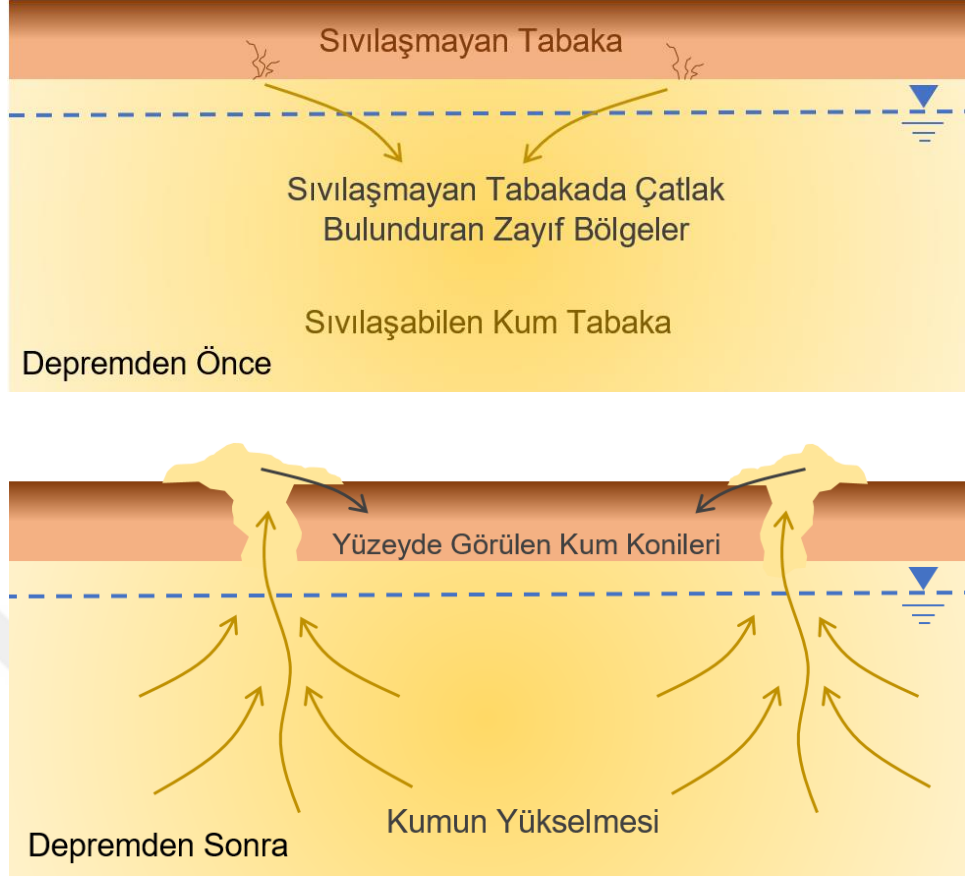 Sıvılaşmayan Tabaka
Sıvılaşmayan Tabakada Çatlak
Bulunduran Zayıf Bölgeler
Sıvılaşabilen Kum Tabaka
Depremden Önce
Yüzeyde Görülen Kum Konileri
Kumun Yükselmesi
Depremden Sonra